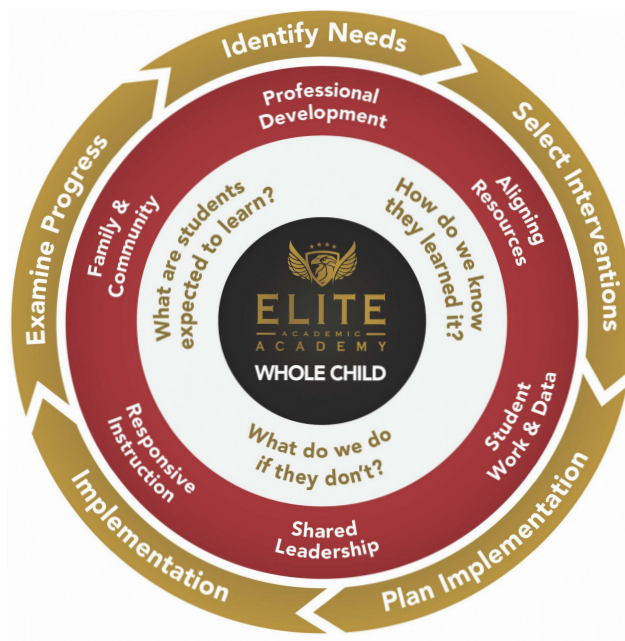 Identify Needs
Select Interventions
Plan Implementation
Implementation
Examine Progress
Professional
Development
Aligning
Resources
Student
Work & Data
Shared
Leadership
Responsive
Instruction
Family &
Community
What are students
expected to learn?
How do we know
they learned it?
What do we do
if they don't?
ELITE
ACADEMIC
ACADEMY
WHOLE CHILD